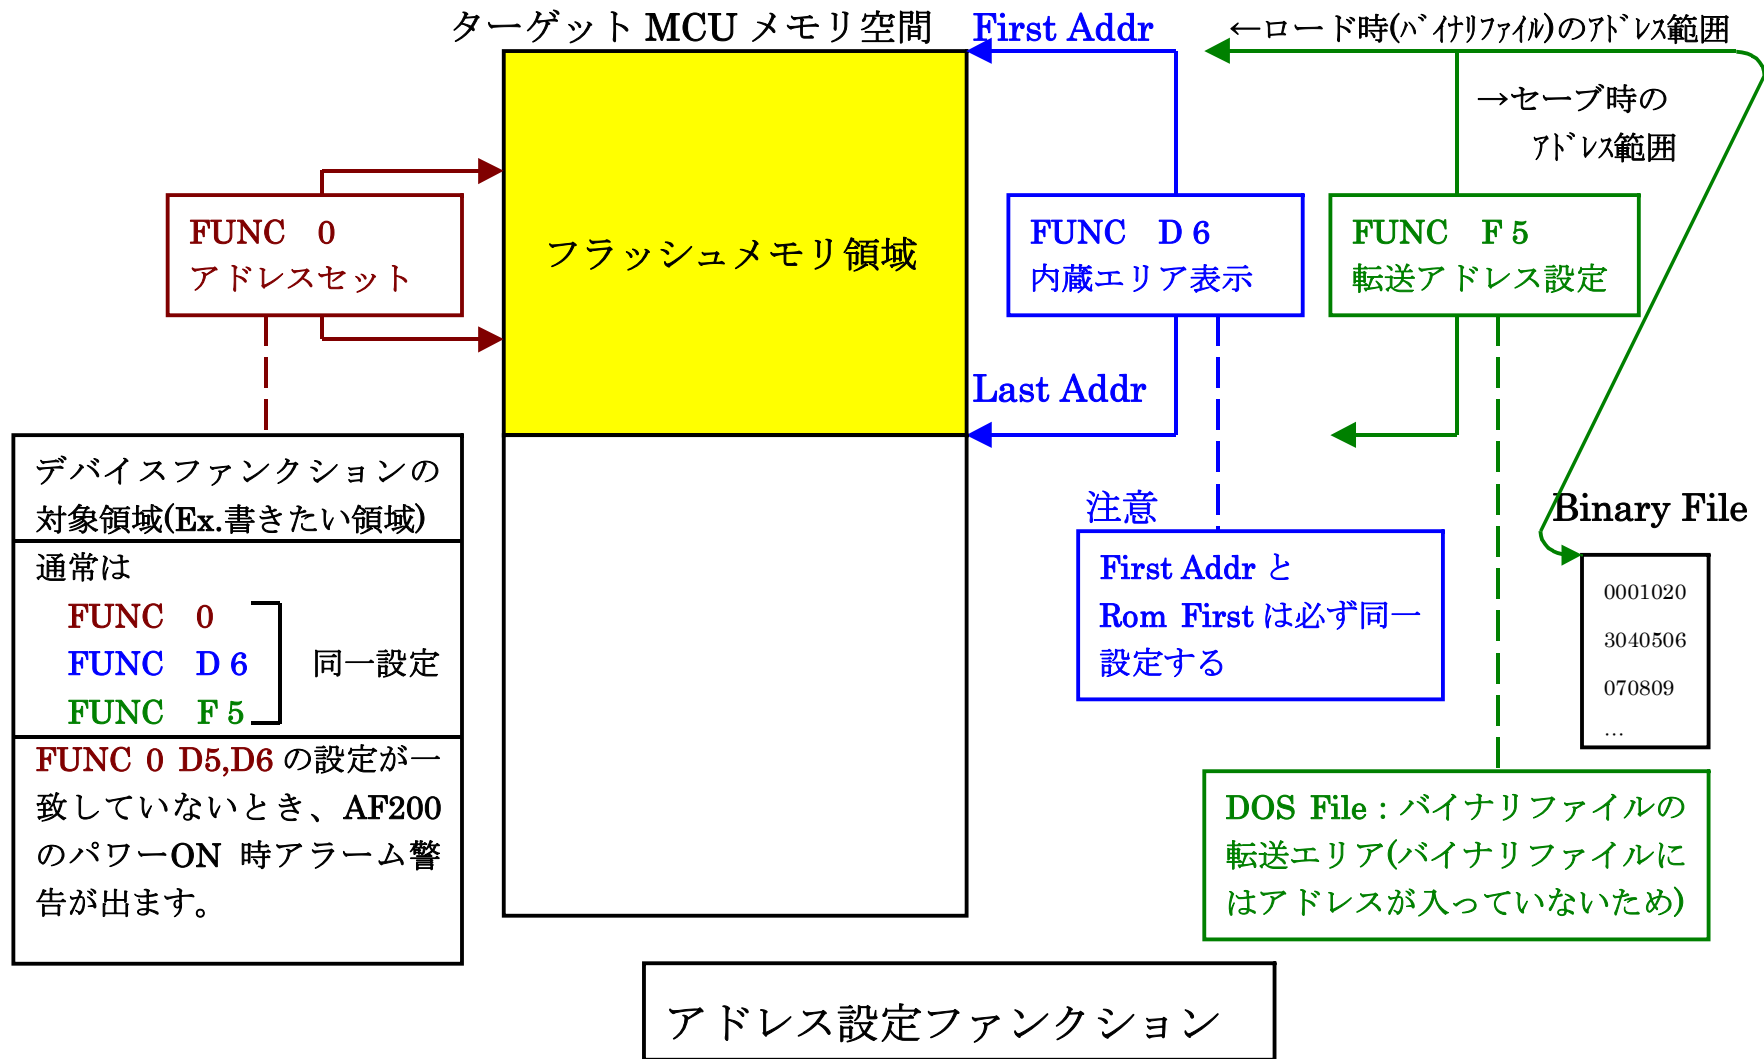 ターゲット MCU メモリ空間
First Addr
←ロード時(ﾊﾞｲﾅﾘﾌｧｲﾙ)のｱﾄﾞﾚｽ範囲
→セーブ時の
ｱﾄﾞﾚｽ範囲
FUNC 0
アドレスセット
フラッシュメモリ領域
FUNC D 6
内蔵エリア表示
FUNC F 5
転送アドレス設定
Last Addr
デバイスファンクションの
対象領域(Ex.書きたい領域)
通常は
FUNC 0
FUNC D 6
FUNC F 5
同一設定
FUNC 0 D5,D6 の設定が一
致していないとき、AF200
のパワーON 時アラーム警
告が出ます。
注意
First Addr と
Rom First は必ず同一
設定する
Binary File
0001020
3040506
070809
…
DOS File : バイナリファイルの
転送エリア(バイナリファイルに
はアドレスが入っていないため)
アドレス設定ファンクション